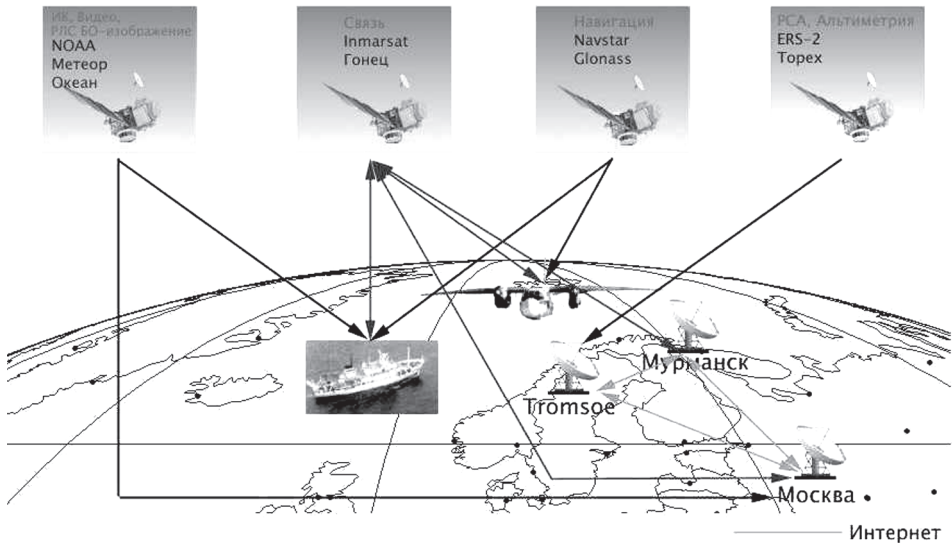 ИК, Видео,
РЛС БО-изображение
NOAA
Метеор
Океан
Связь
Inmarsat
Гонец
Навигация
Navstar
Glonass
РСА, Альтиметрия
ERS-2
Topex
Мурманск
Tromsoe
Москва
Интернет